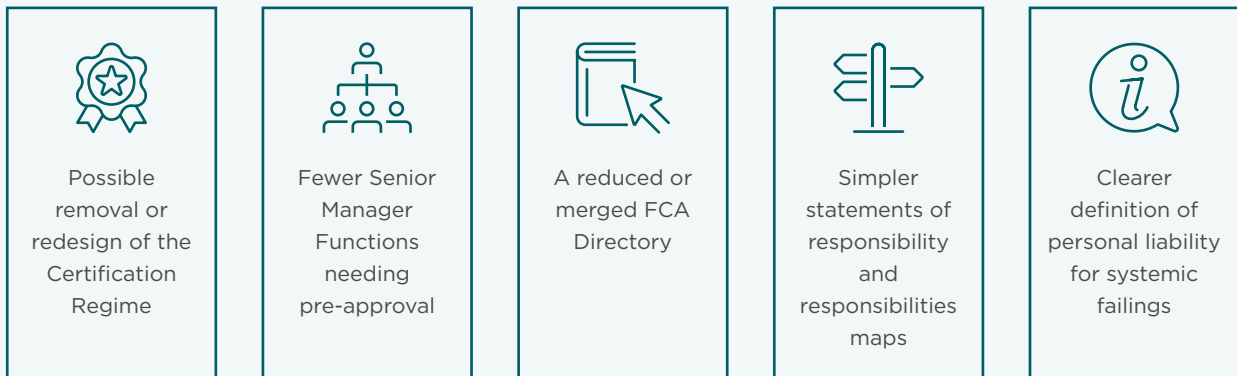 Possible
removal or
redesign of the
Certification
Regime
Fewer Senior
Manager
Functions
needing
pre-approval
A reduced or
merged FCA
Directory
Simpler
statements of
responsibility
and
responsibilities
maps
Clearer
definition of
personal liability
for systemic
failings